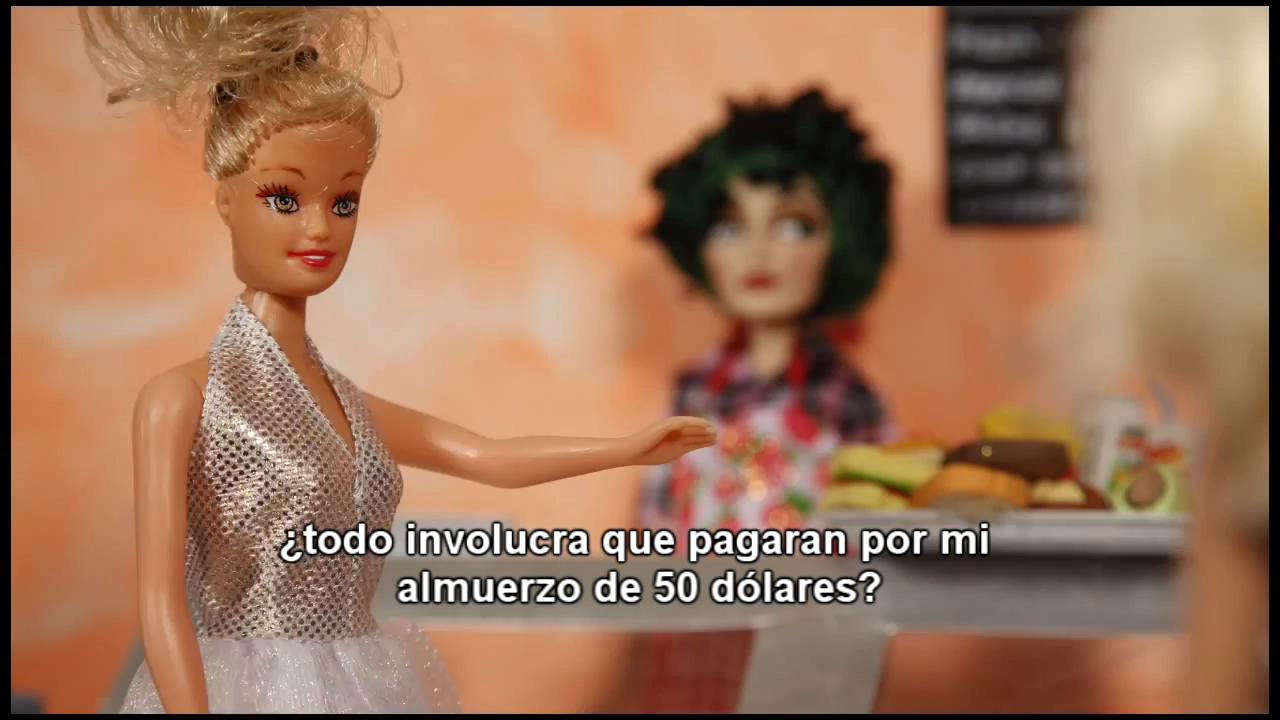 ¿todo involucra que pagaran por mi
almuerzo de 50 dólares?